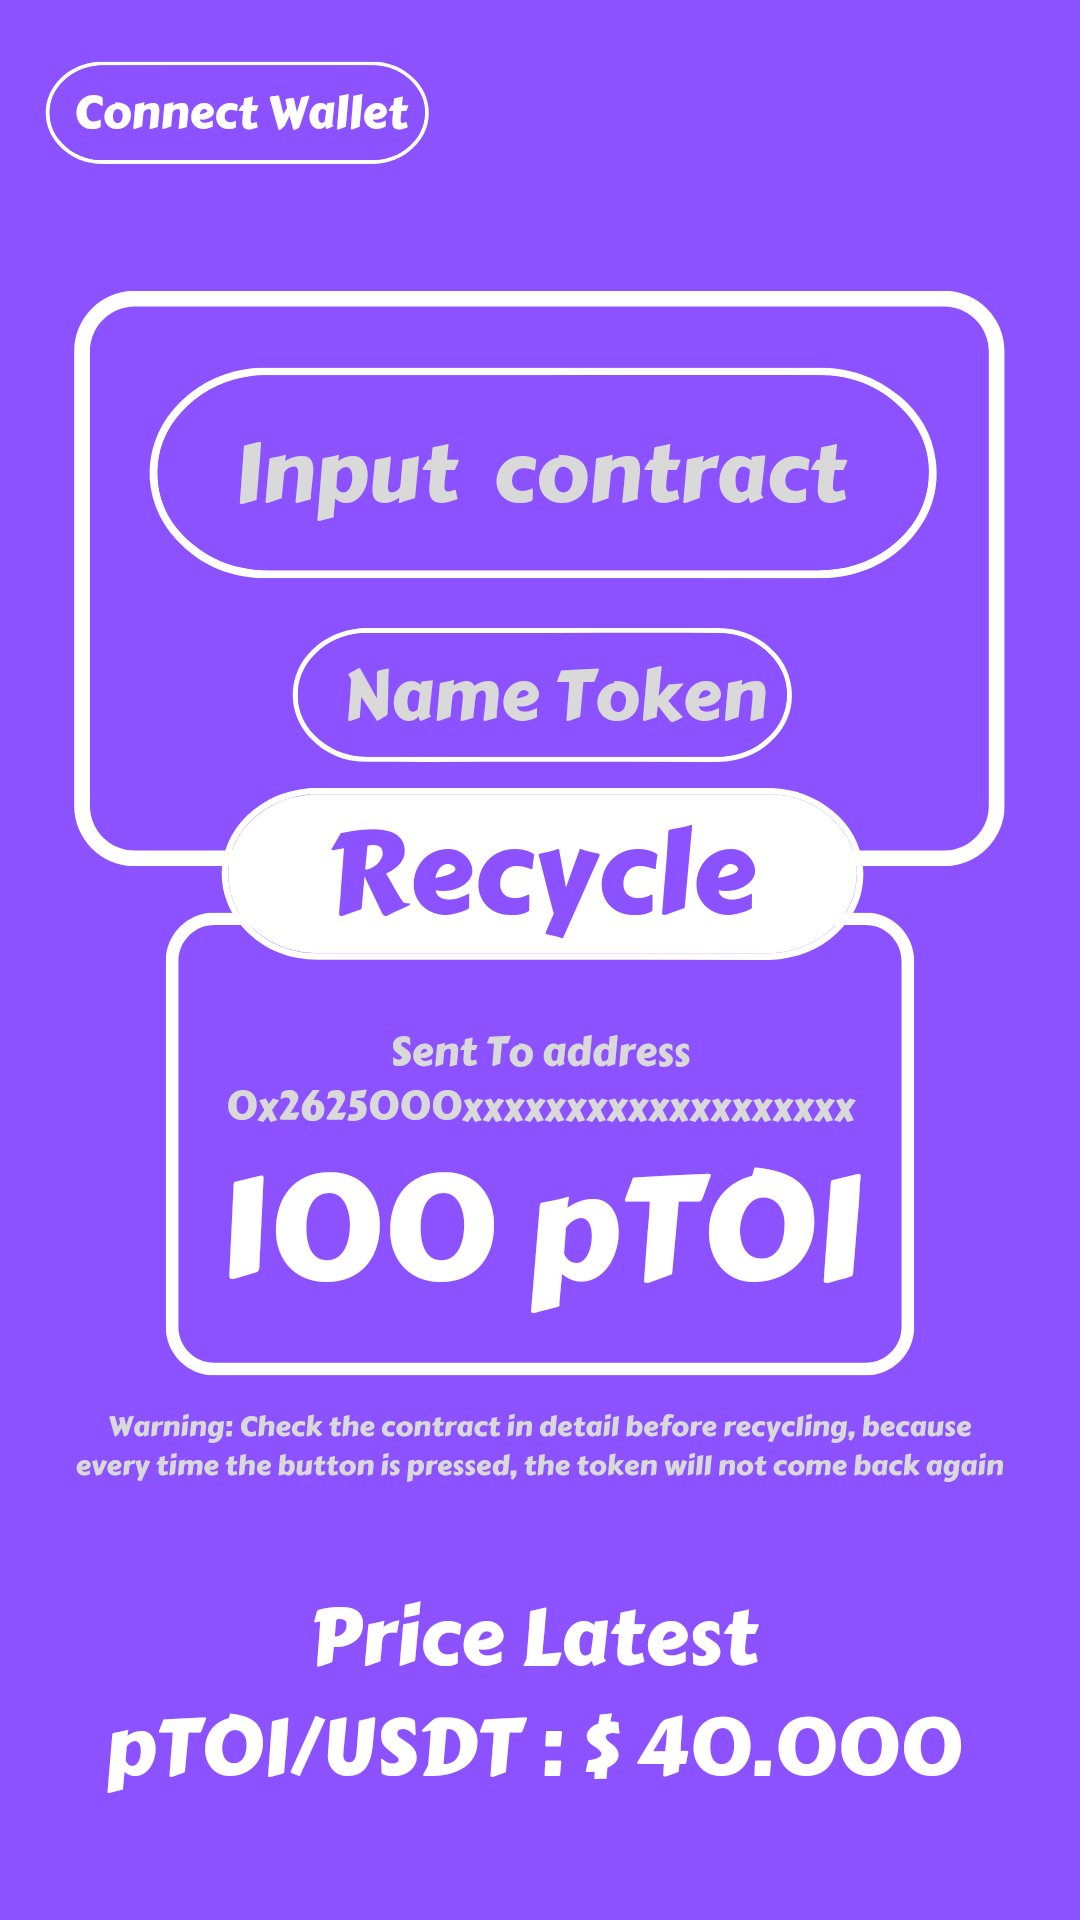 Connect Wallet
Input contract
Name Token
Recycle
Sent To address
0x2625000xxxxxxxxxxxxxxxxxxx
100 pTOI
Warning: Check the contract in detail before recycling, because
every time the button is pressed, the token will not come back again
Price Latest
pTOI/USDT : $ 40.000